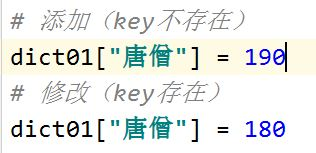 # 添加（key不存在）
dict01["唐僧"] = 190
# 修改（key存在）
dict01["唐僧"] = 180